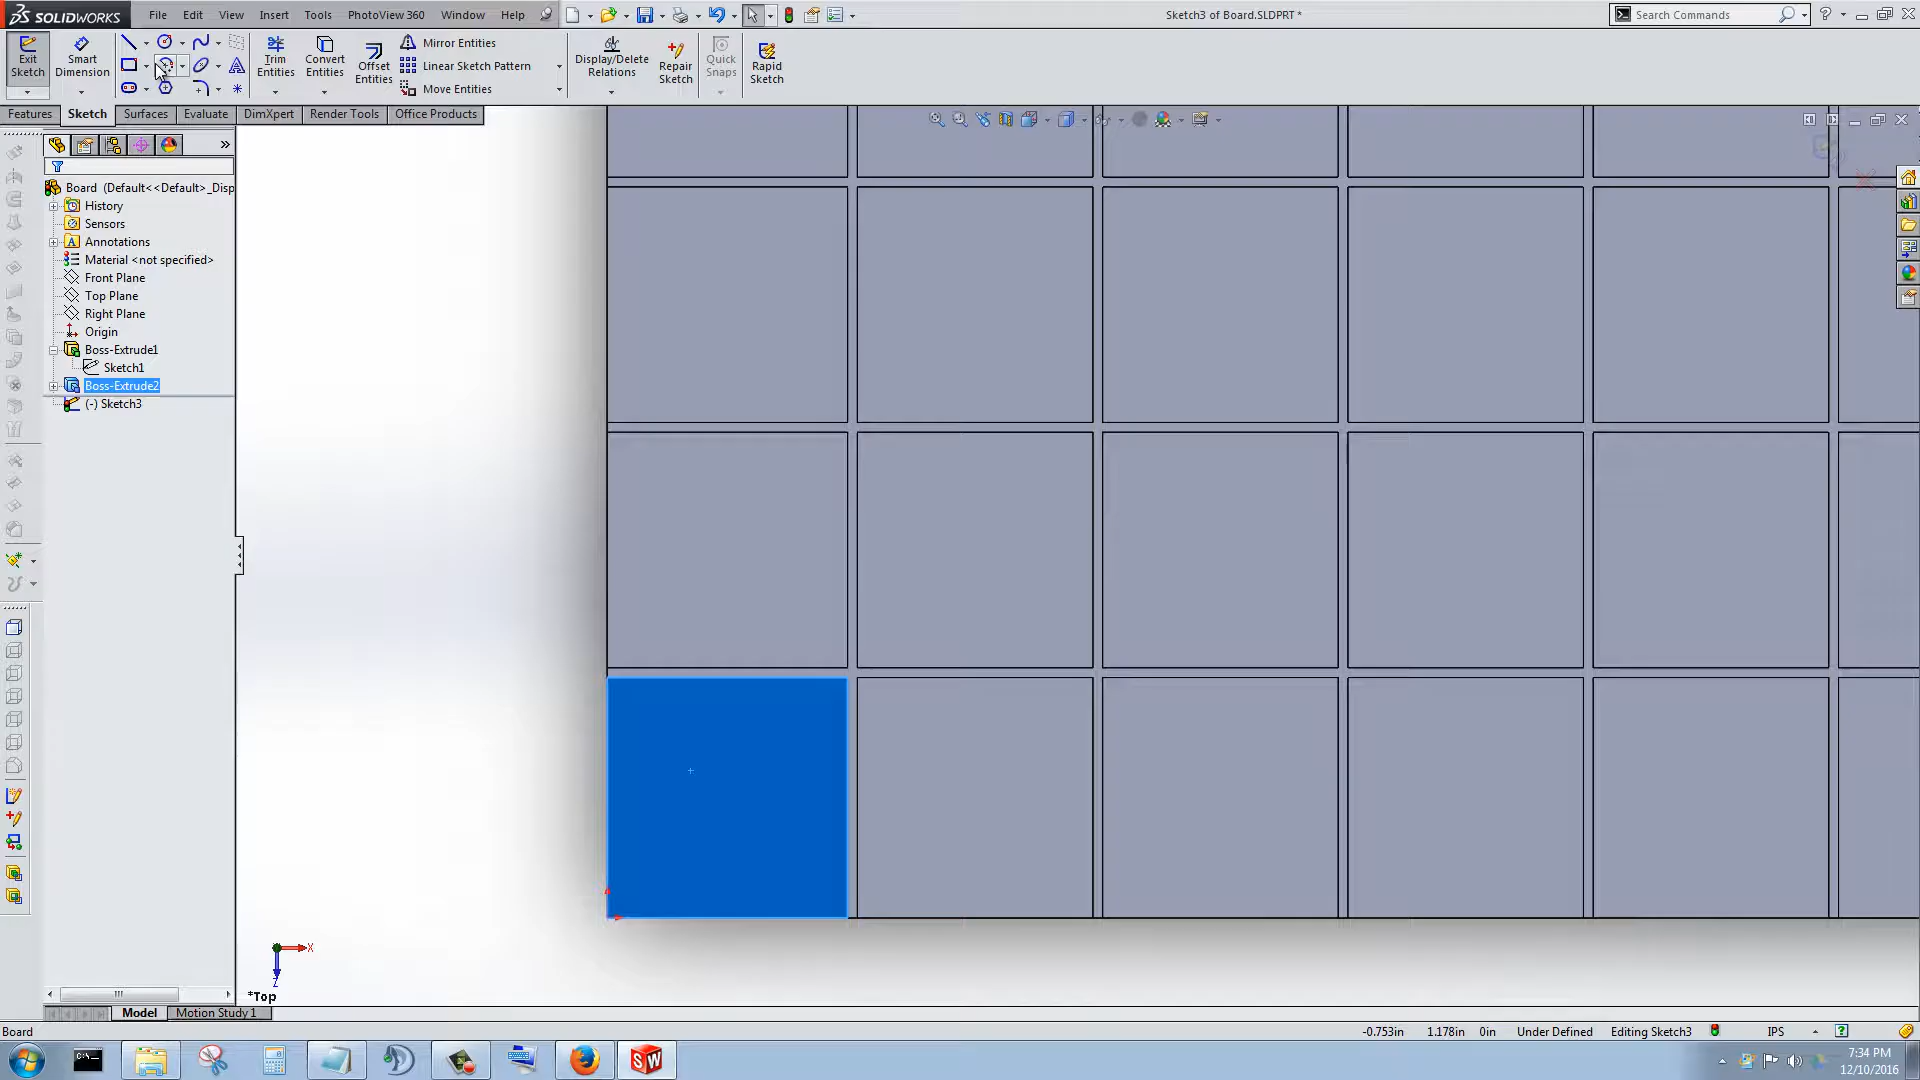 SOLIDWORKS File Edit View Insert Tools PhotoView 360 Window Help Sketch3 of Board.SLDPRT * Search Commands
Exit Sketch
Smart Dimension
Trim Entities
Convert Entities
Offset Entities
Mirror Entities
Linear Sketch Pattern
Move Entities
Display/Delete Relations
Repair Sketch
Quick Snaps
Rapid Sketch
Features Sketch Surfaces Evaluate DimXpert Render Tools Office Products
Board (Default<<Default>_Disp
History
Sensors
Annotations
Material <not specified>
Front Plane
Top Plane
Right Plane
Origin
Boss-Extrude1
Sketch1
Boss-Extrude2
(-) Sketch3
X
Z
*Top
Model Motion Study 1
Board -0.753in 1.178in 0in Under Defined Editing Sketch3 IPS
7:34 PM
12/10/2016